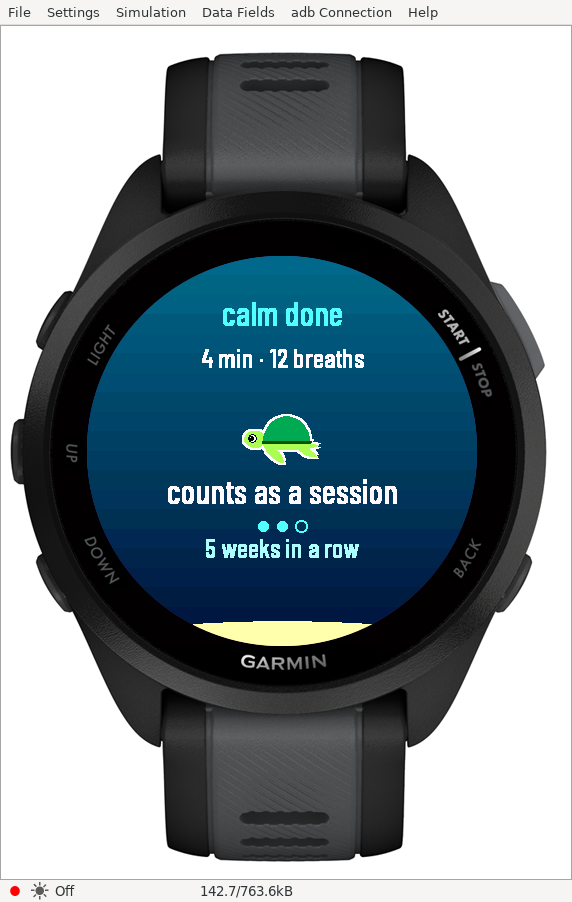 File Settings Simulation Data Fields adb Connection Help
calm done
4 min · 12 breaths
counts as a session
5 weeks in a row
LIGHT
UP
DOWN
START
STOP
BACK
GARMIN
Off 142.7/763.6kB